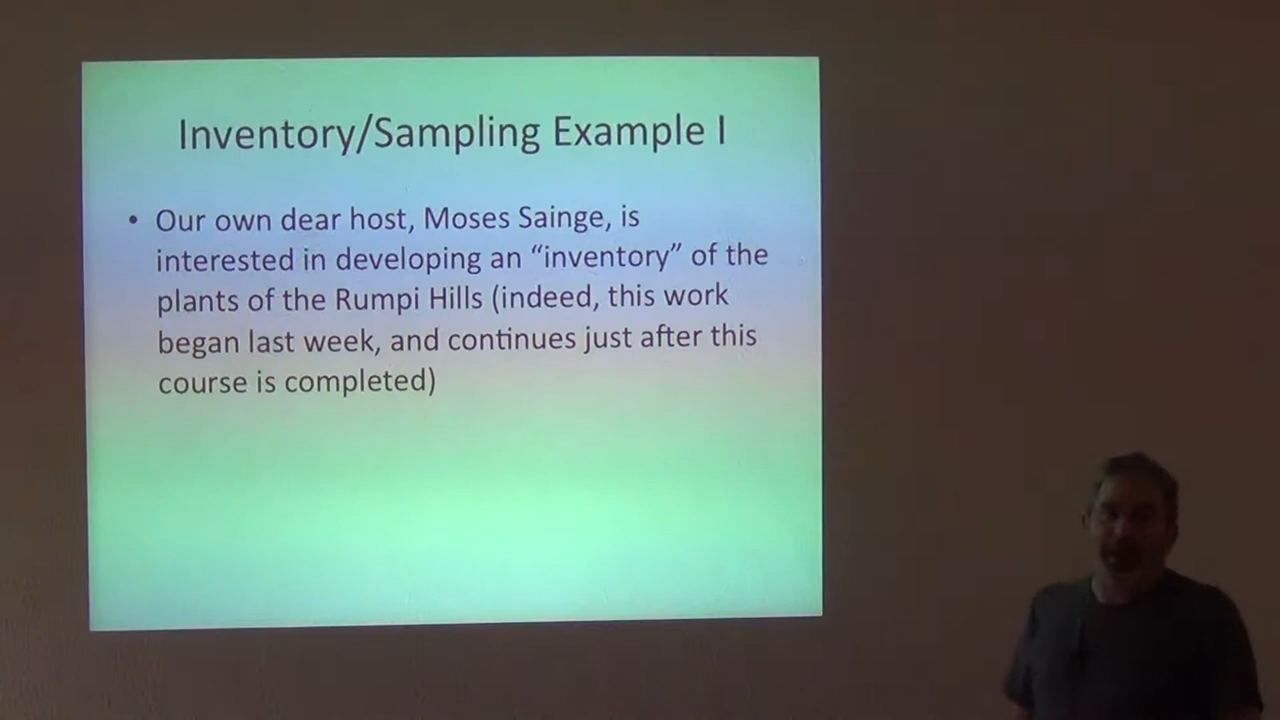 Inventory/Sampling Example I
• Our own dear host, Moses Sainge, is
interested in developing an “inventory” of the
plants of the Rumpi Hills (indeed, this work
began last week, and continues just after this
course is completed)